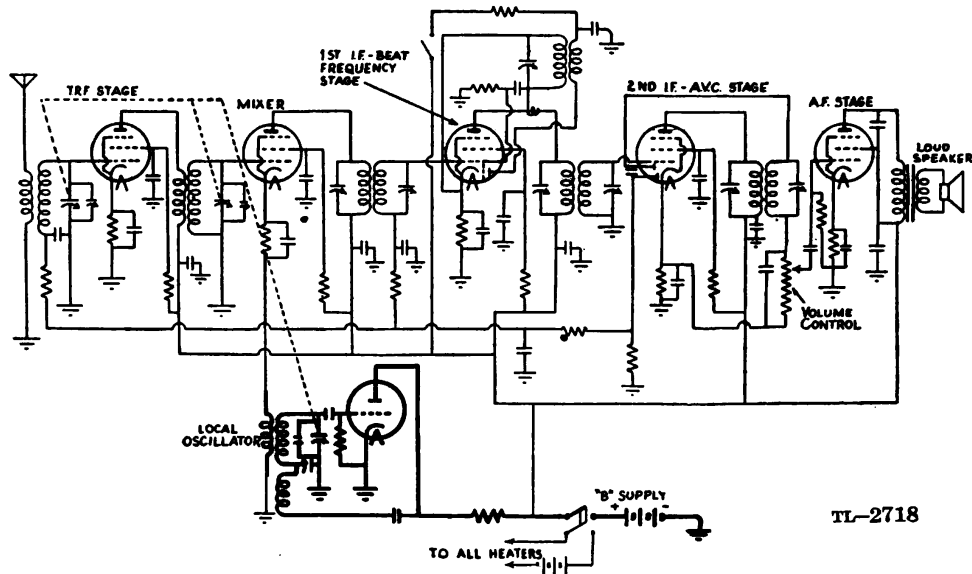 1ST I.F.-BEAT
FREQUENCY
STAGE
TRF STAGE
MIXER
2ND I.F.-A.V.C. STAGE
A.F. STAGE
LOUD
SPEAKER
VOLUME
CONTROL
LOCAL
OSCILLATOR
"B" SUPPLY
+ -
TO ALL HEATERS
TL-2718